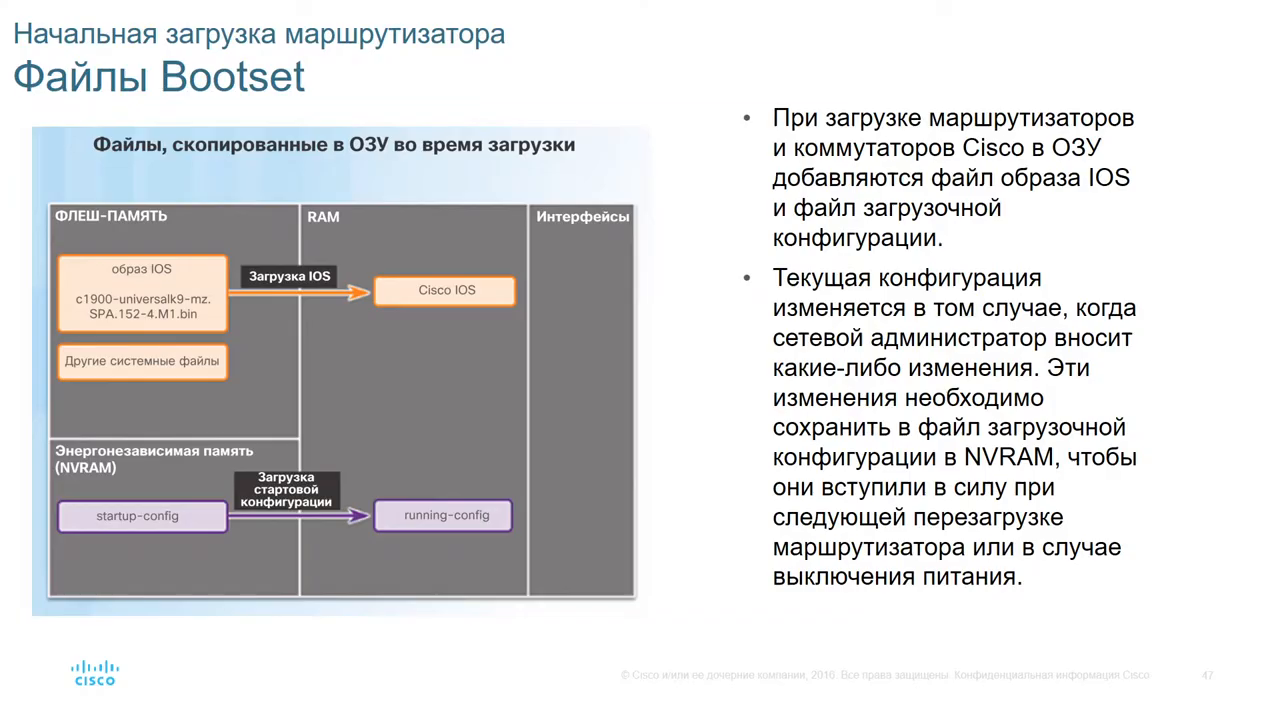 Начальная загрузка маршрутизатора
Файлы Bootset
Файлы, скопированные в ОЗУ во время загрузки
ФЛЕШ-ПАМЯТЬ
RAM
Интерфейсы
образ IOS
c1900-universalk9-mz.
SPA.152-4.M1.bin
Загрузка IOS
Cisco IOS
Другие системные файлы
Энергонезависимая память
(NVRAM)
Загрузка
стартовой
конфигурации
startup-config
running-config
• При загрузке маршрутизаторов
и коммутаторов Cisco в ОЗУ
добавляются файл образа IOS
и файл загрузочной
конфигурации.
• Текущая конфигурация
изменяется в том случае, когда
сетевой администратор вносит
какие-либо изменения. Эти
изменения необходимо
сохранить в файл загрузочной
конфигурации в NVRAM, чтобы
они вступили в силу при
следующей перезагрузке
маршрутизатора или в случае
выключения питания.
CISCO
© Cisco и/или ее дочерние компании, 2016. Все права защищены. Конфиденциальная информация Cisco
47